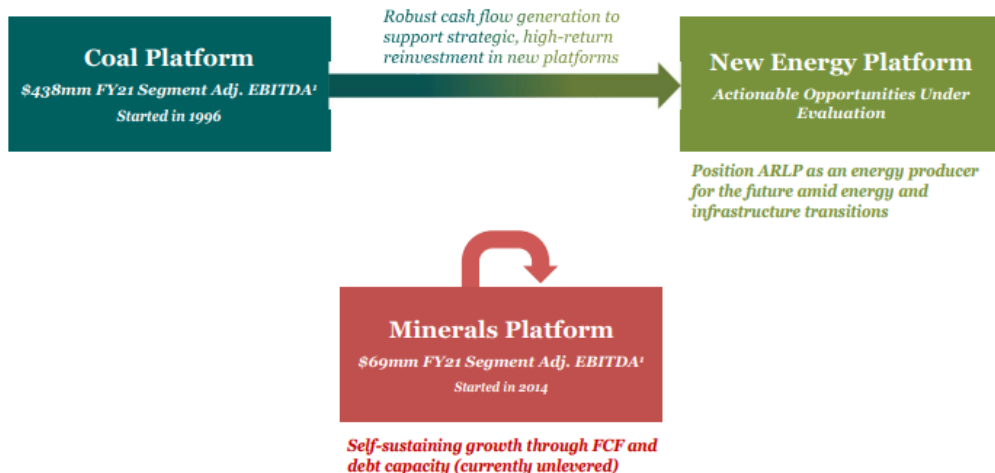 Coal Platform
$438mm FY21 Segment Adj. EBITDA¹
Started in 1996
Robust cash flow generation to
support strategic, high-return
reinvestment in new platforms
New Energy Platform
Actionable Opportunities Under
Evaluation
Position ARLP as an energy producer
for the future amid energy and
infrastructure transitions
Minerals Platform
$69mm FY21 Segment Adj. EBITDA¹
Started in 2014
Self-sustaining growth through FCF and
debt capacity (currently unlevered)